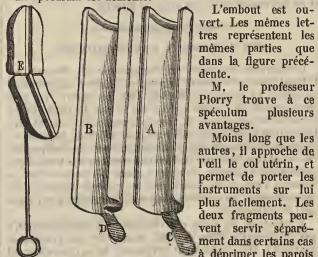 L'embout est ou-
vert. Les mêmes let-
tres représentent les
mêmes parties que
dans la figure précé-
dente.
M. le professeur
Piorry trouve à ce
spéculum plusieurs
avantages.
Moins long que les
autres, il approche de
l'œil le col utérin, et
permet de porter les
instruments sur lui
plus facilement. Les
deux fragments peu-
vent servir séparé-
ment dans certains cas
à déprimer les parois
E
B
A
D
C